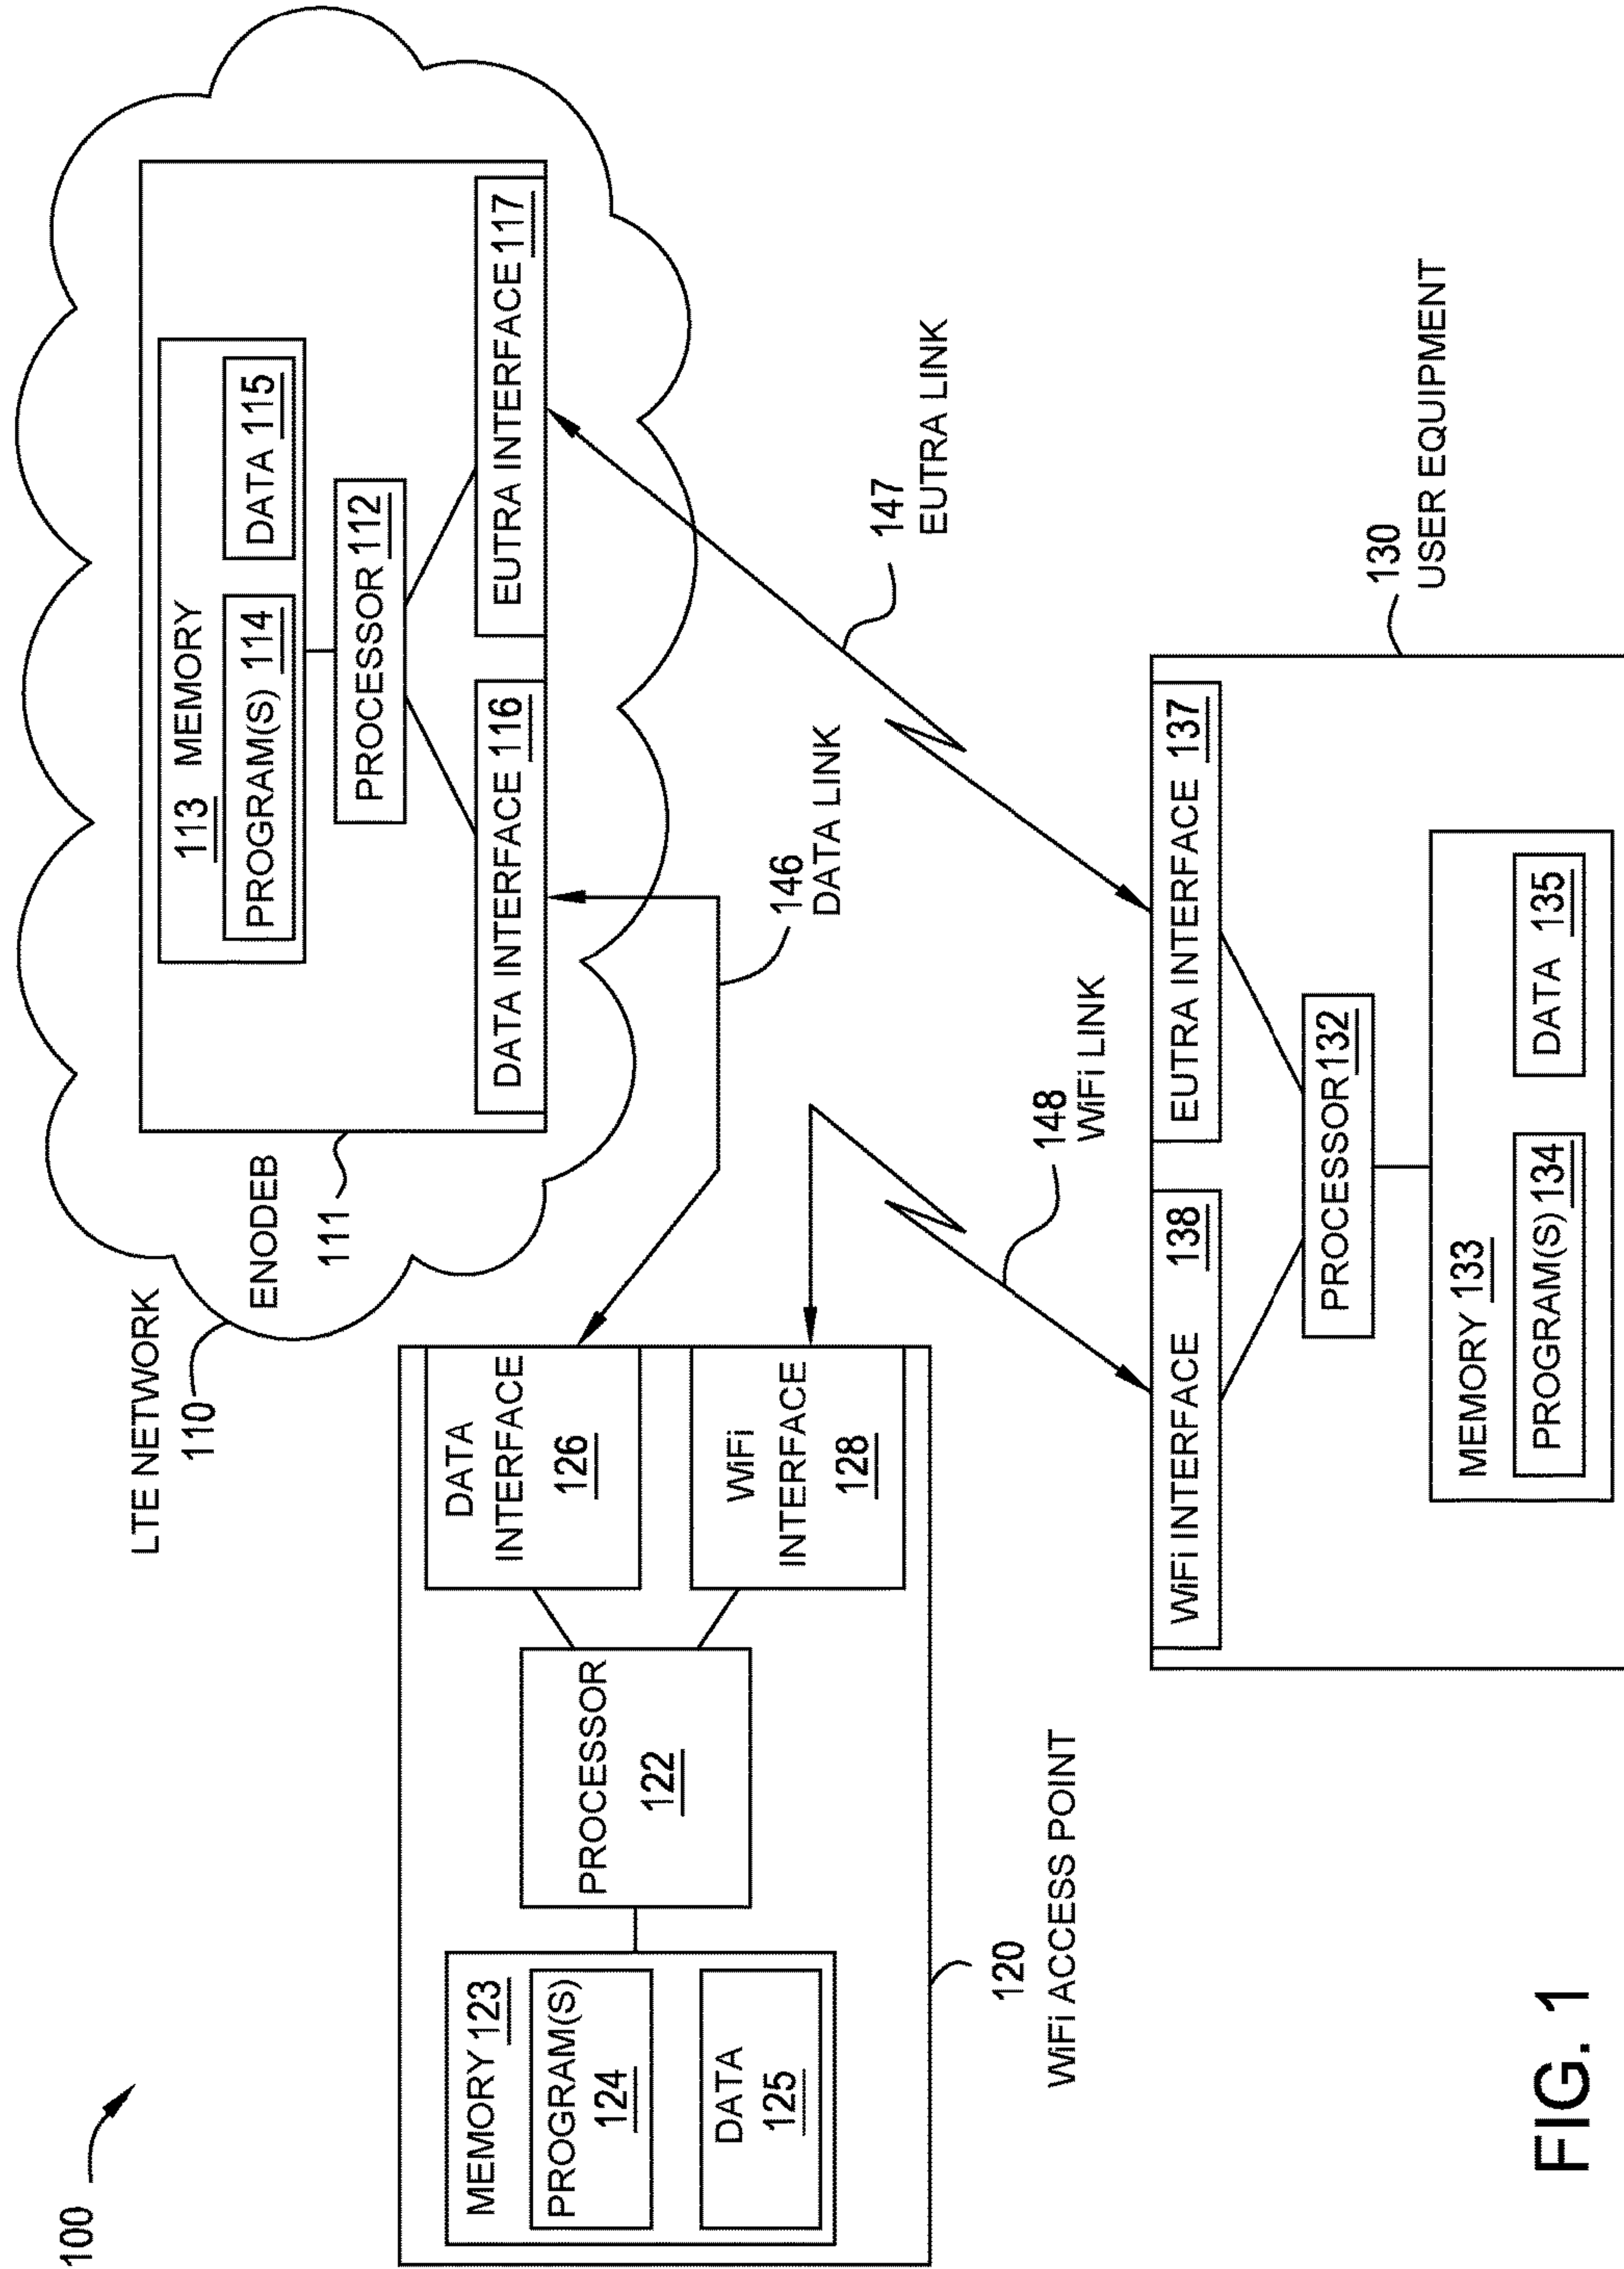 100
LTE NETWORK
110
ENODEB
111
113 MEMORY
PROGRAM(S) 114
DATA 115
PROCESSOR 112
DATA INTERFACE 116
EUTRA INTERFACE 117
MEMORY 123
PROGRAM(S)
124
DATA
125
PROCESSOR
122
DATA
INTERFACE
126
WiFi
INTERFACE
128
120
WiFi ACCESS POINT
146
DATA LINK
147
EUTRA LINK
148
WiFi LINK
130
USER EQUIPMENT
WiFi INTERFACE 138
EUTRA INTERFACE 137
PROCESSOR 132
MEMORY 133
PROGRAM(S) 134
DATA 135
FIG. 1